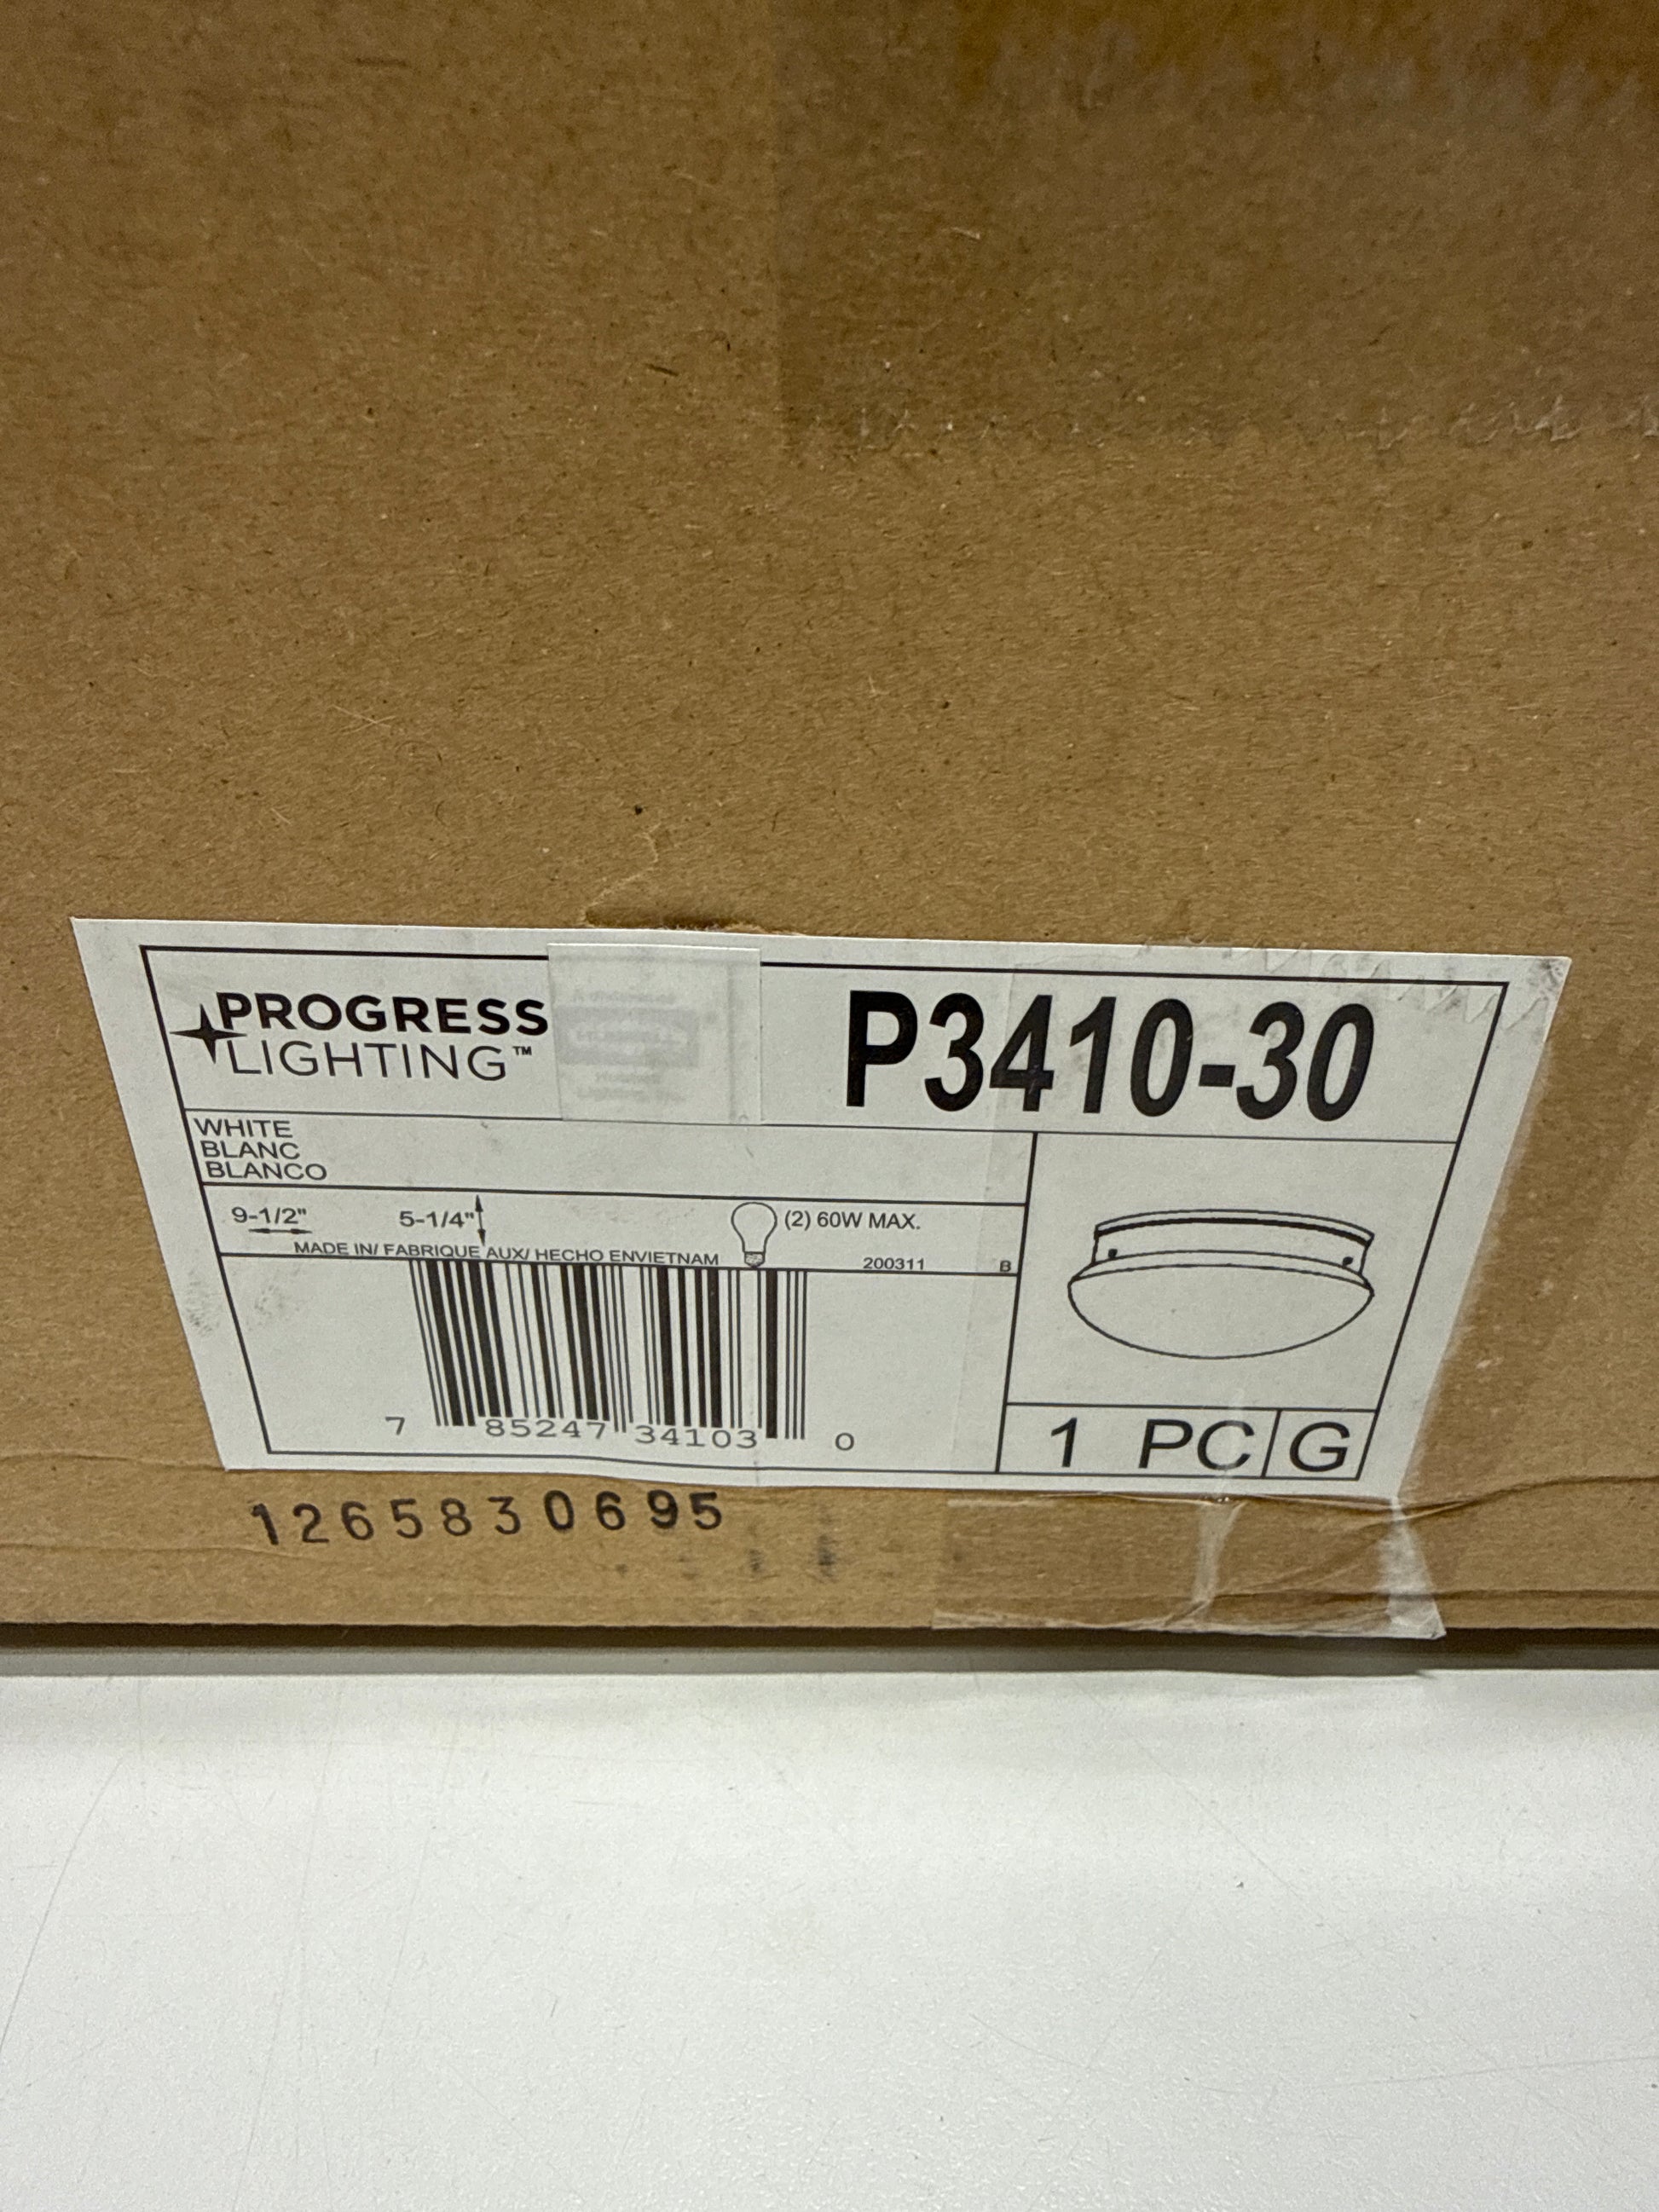 PROGRESS
LIGHTING™
P3410-30
WHITE
BLANC
BLANCO
9-1/2" 5-1/4" (2) 60W MAX.
MADE IN/ FABRIQUE AUX/ HECHO ENVIETNAM 200311 B
7 85247 34103 0
1 PC G
1265830695